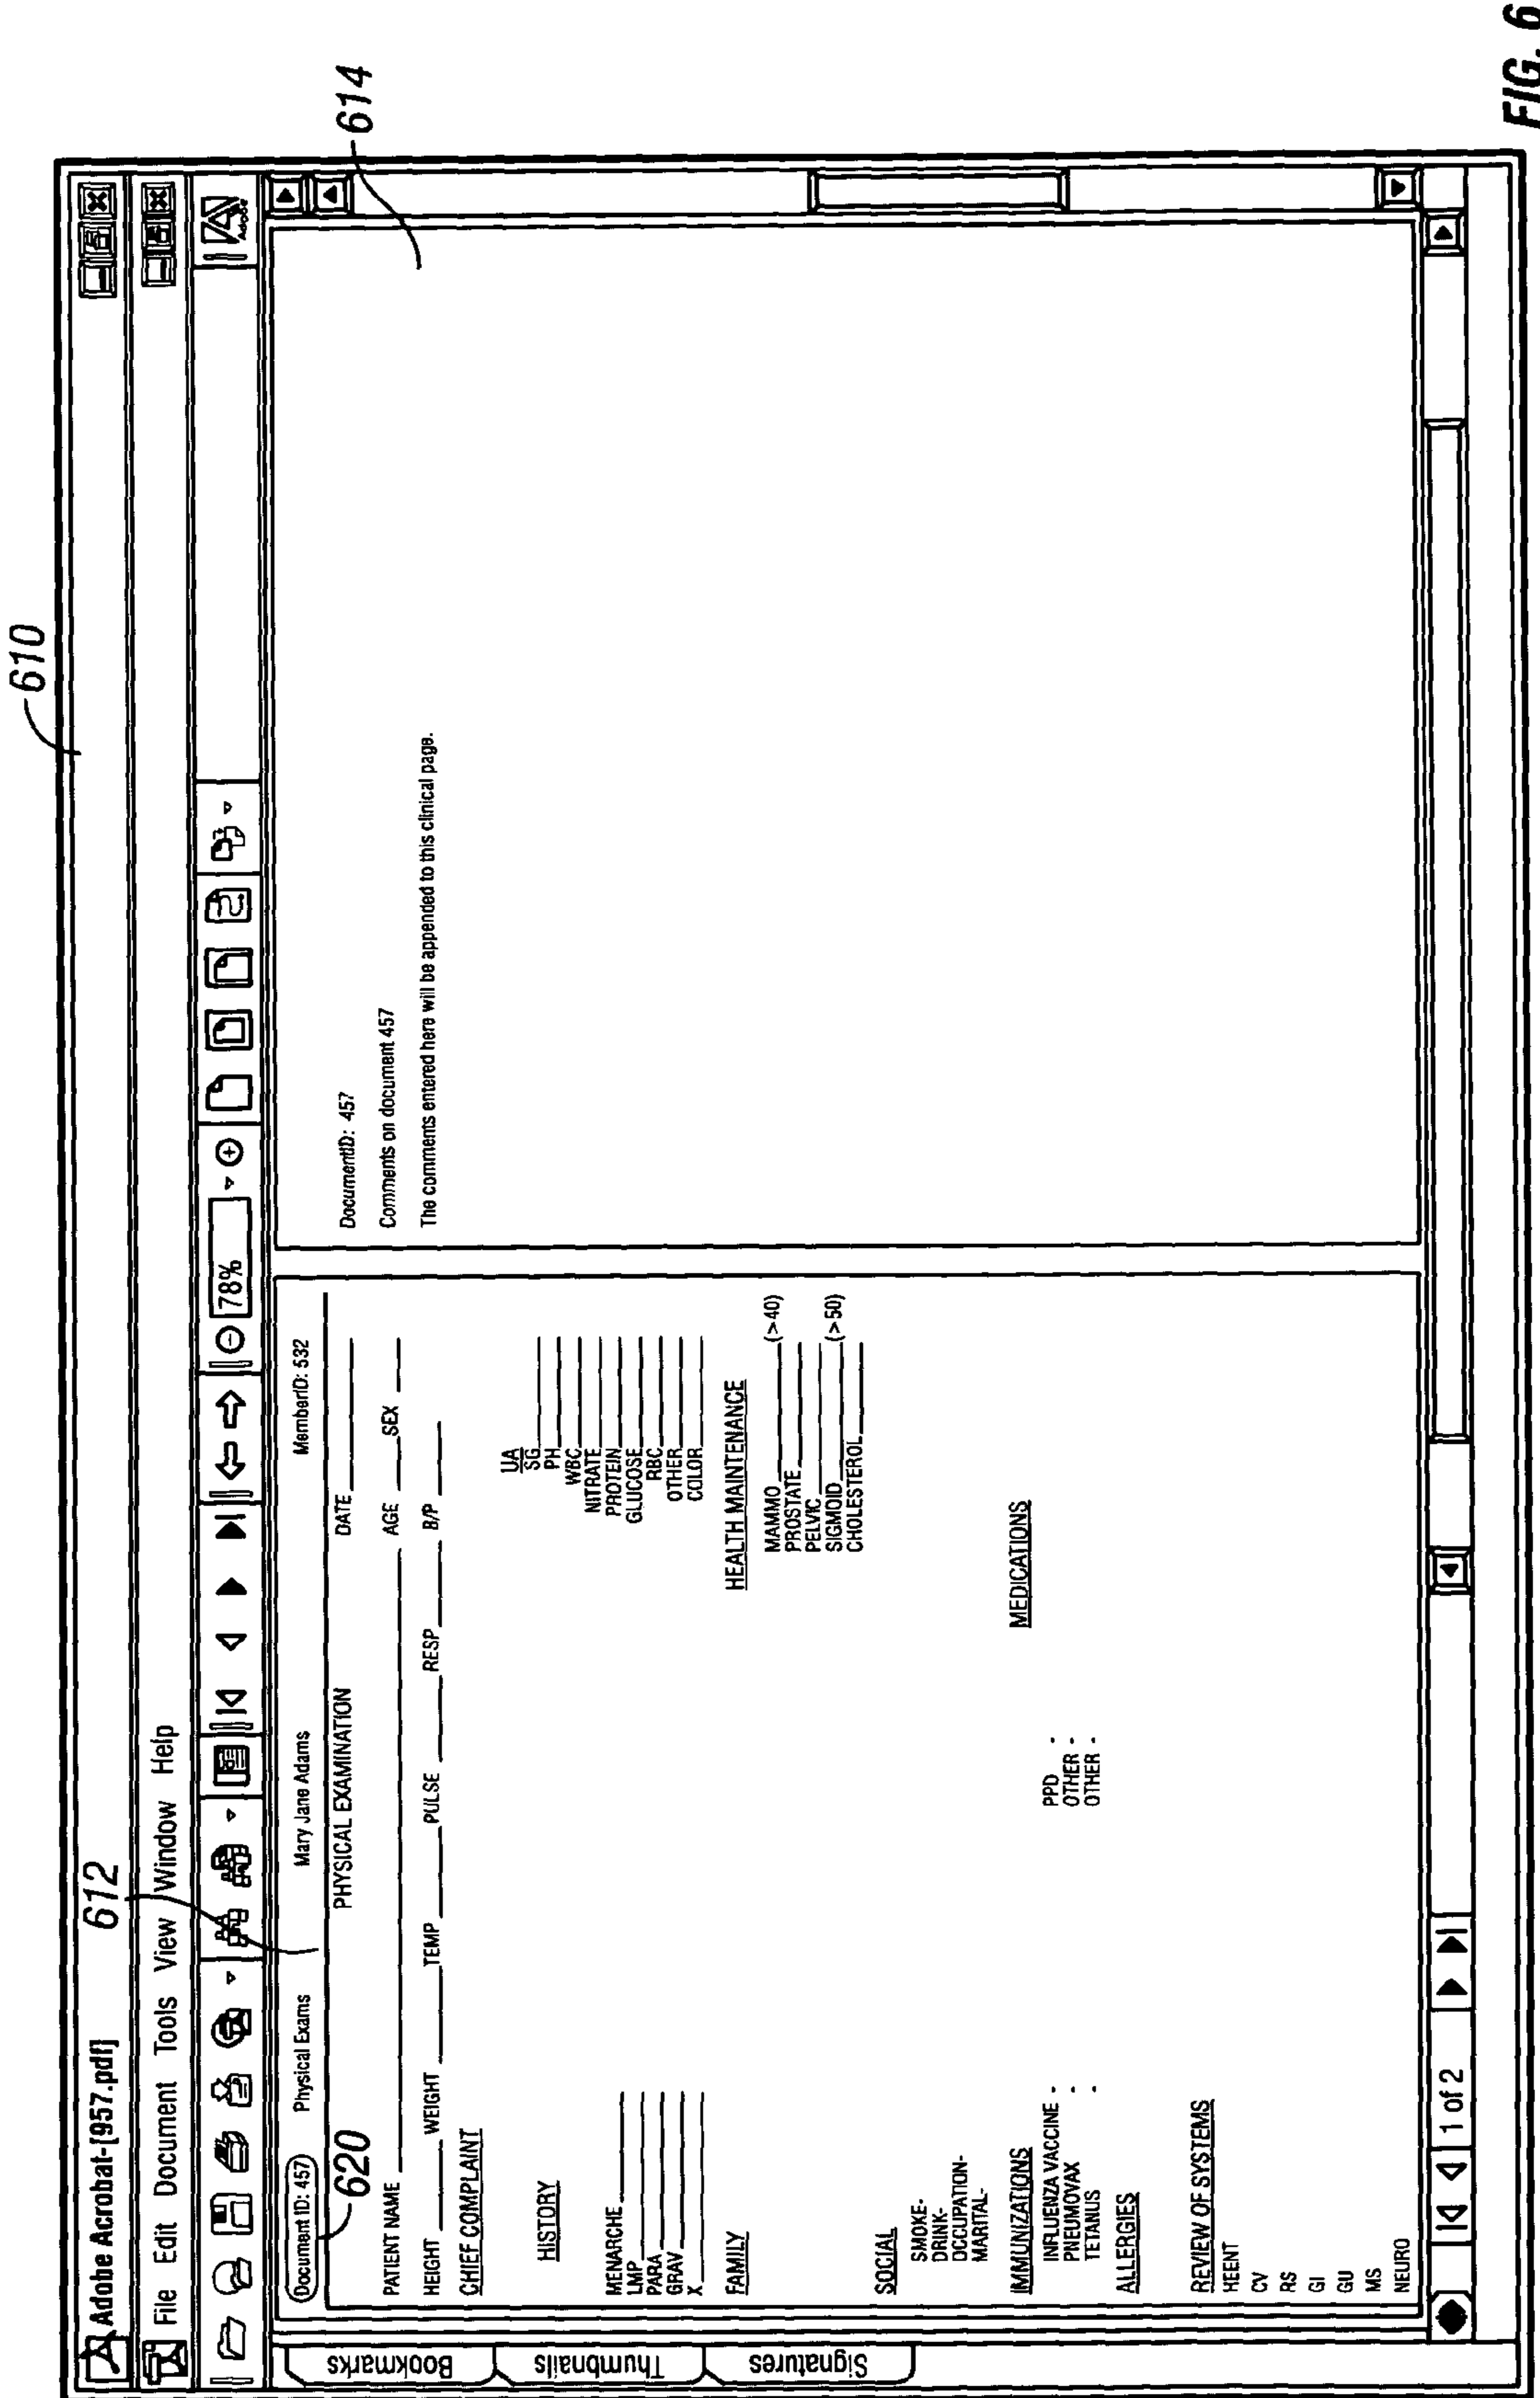 610
Adobe Acrobat-[957.pdf]
612
File Edit Document Tools View Window Help
78%
Adobe
614
Bookmarks
Thumbnails
Signatures
Document ID: 457 Physical Exams Mary Jane Adams MemberID: 532
620
PHYSICAL EXAMINATION DATE
PATIENT NAME AGE SEX
HEIGHT WEIGHT TEMP PULSE RESP B/P
CHIEF COMPLAINT
HISTORY
MENARCHE
LMP
PARA
GRAV
X
UA
SG
PH
WBC
NITRATE
PROTEIN
GLUCOSE
RBC
OTHER
COLOR
FAMILY
HEALTH MAINTENANCE
MAMMO (>40)
PROSTATE
PELVIC
SIGMOID (>50)
CHOLESTEROL
SOCIAL
SMOKE-
DRINK-
OCCUPATION-
MARITAL-
IMMUNIZATIONS
INFLUENZA VACCINE - PPD -
PNEUMOVAX - OTHER -
TETANUS - OTHER -
MEDICATIONS
ALLERGIES
REVIEW OF SYSTEMS
HEENT
CV
RS
GI
GU
MS
NEURO
DocumentID: 457
Comments on document 457
The comments entered here will be appended to this clinical page.
1 of 2
FIG. 6